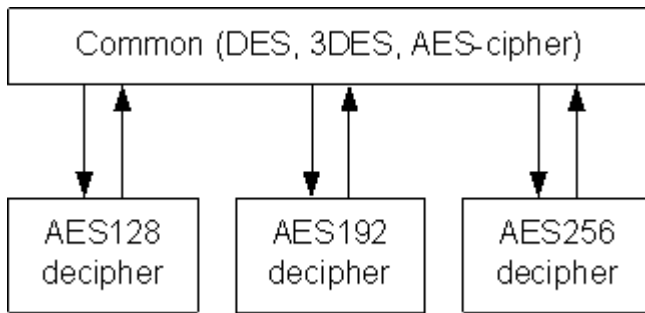 Common (DES, 3DES, AES-cipher)
AES128
decipher
AES192
decipher
AES256
decipher